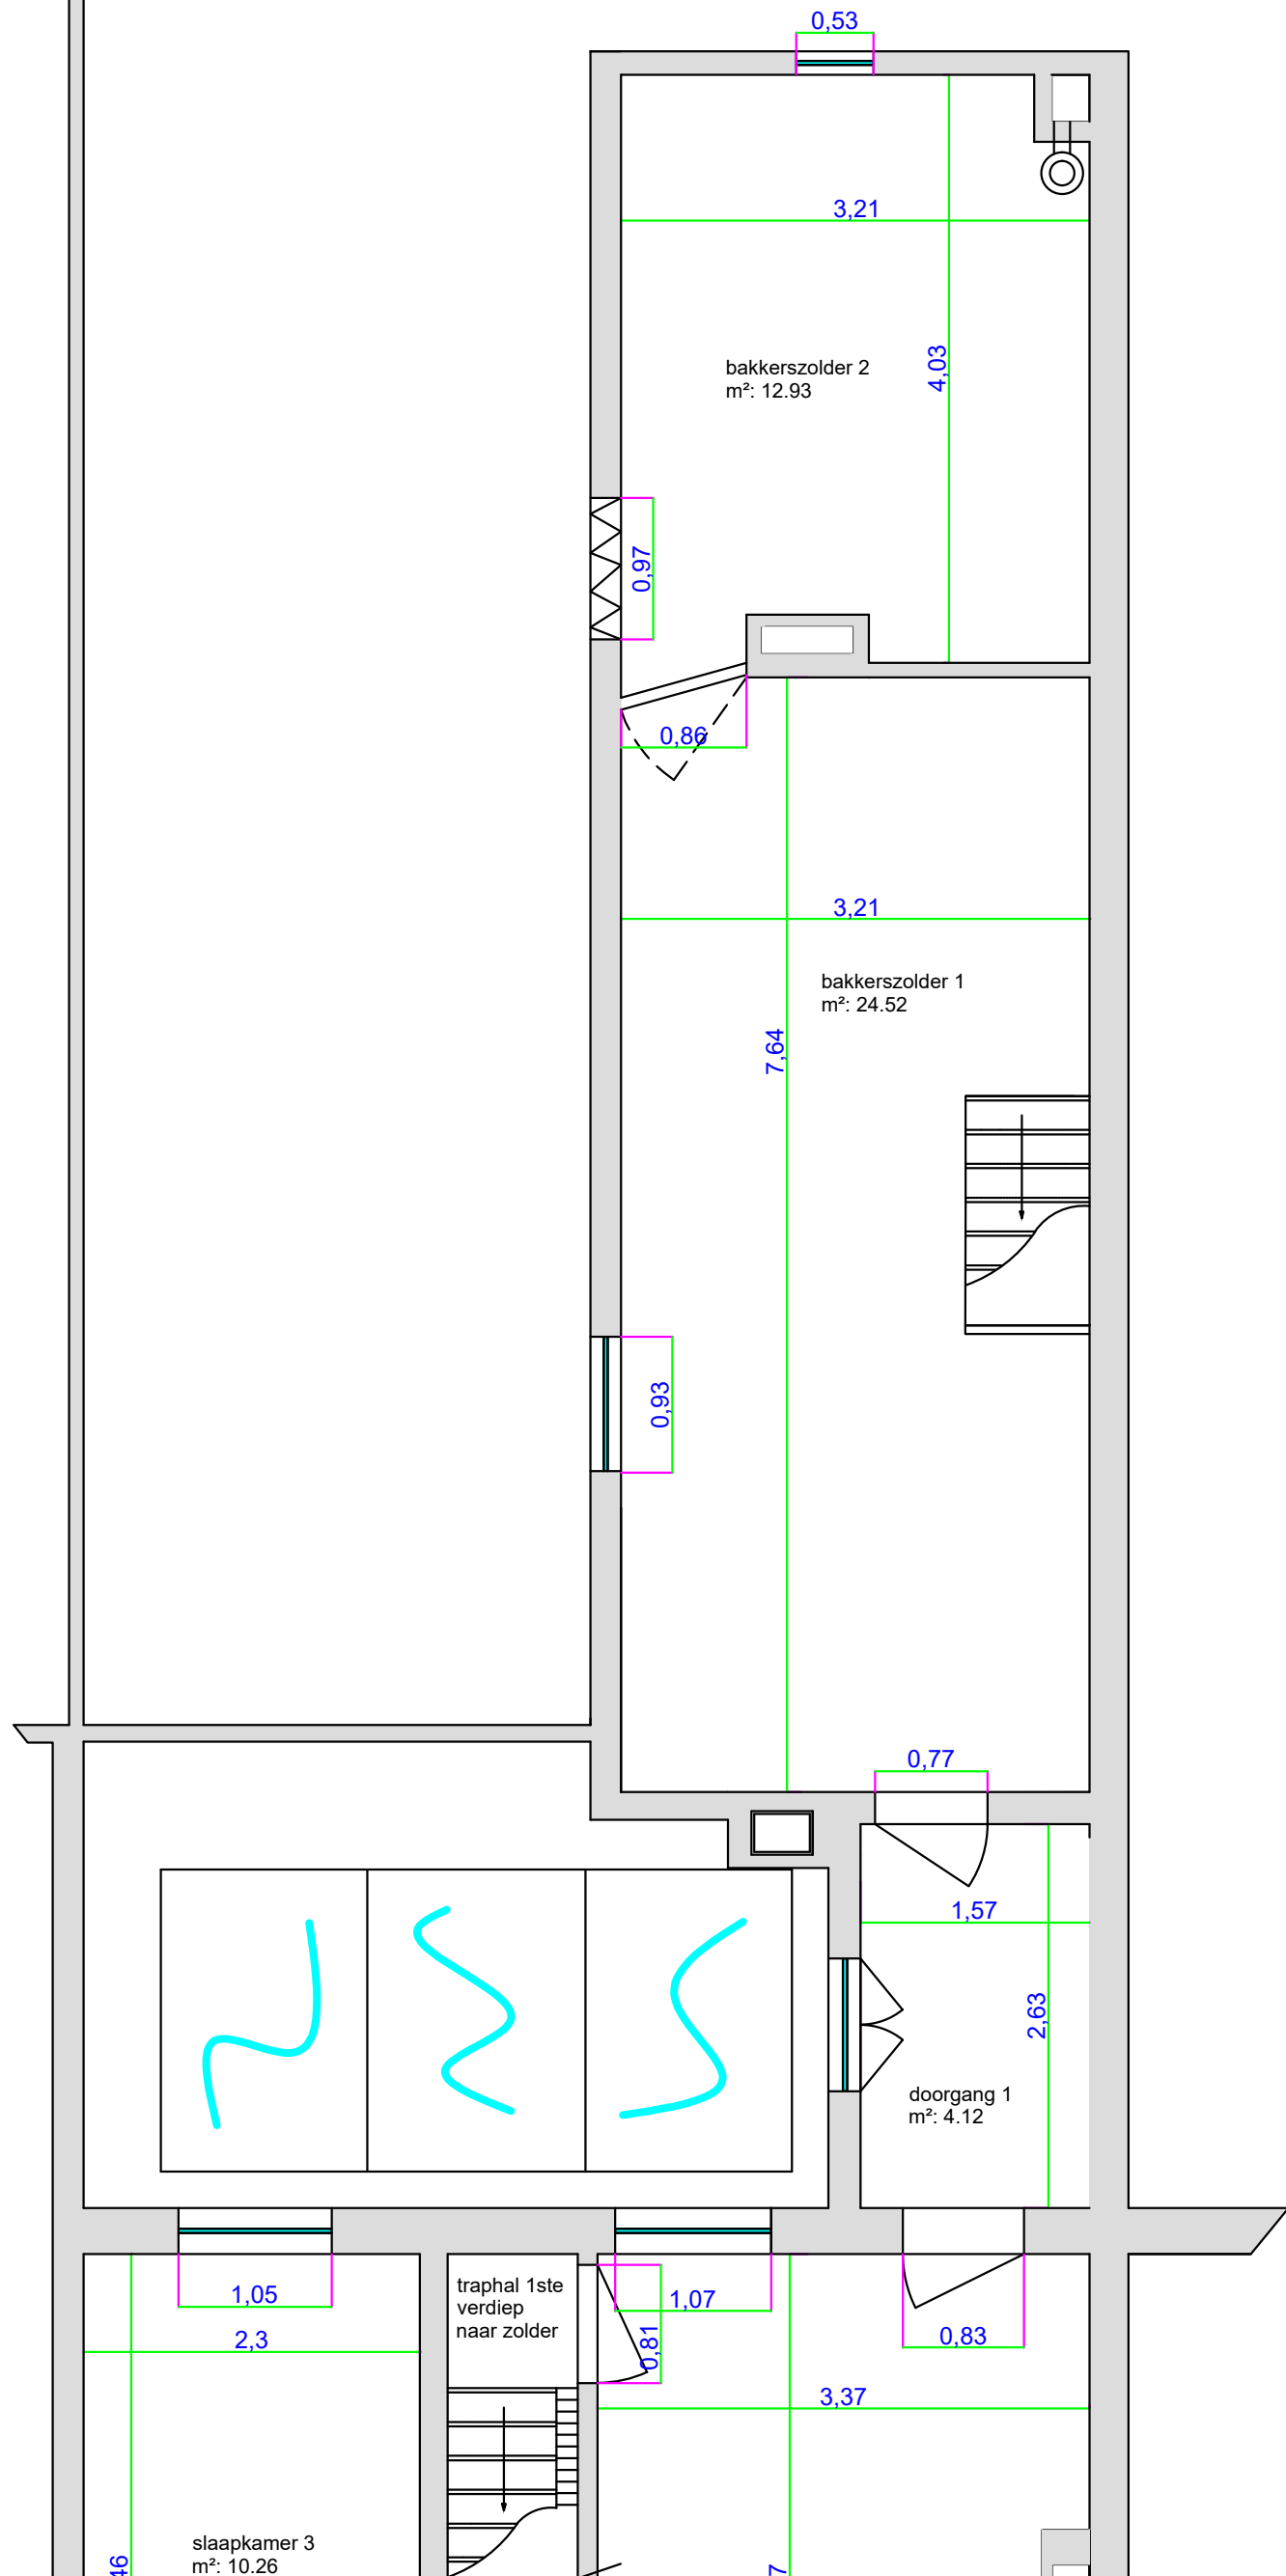 0,53
3,21
bakkerszolder 2
m²: 12.93
4,03
0,97
0,86
3,21
bakkerszolder 1
m²: 24.52
7,64
0,93
0,77
1,57
2,63
doorgang 1
m²: 4.12
1,05
traphal 1ste
verdiep
naar zolder
1,07
0,81
0,83
2,3
3,37
slaapkamer 3
m²: 10.26
46
7